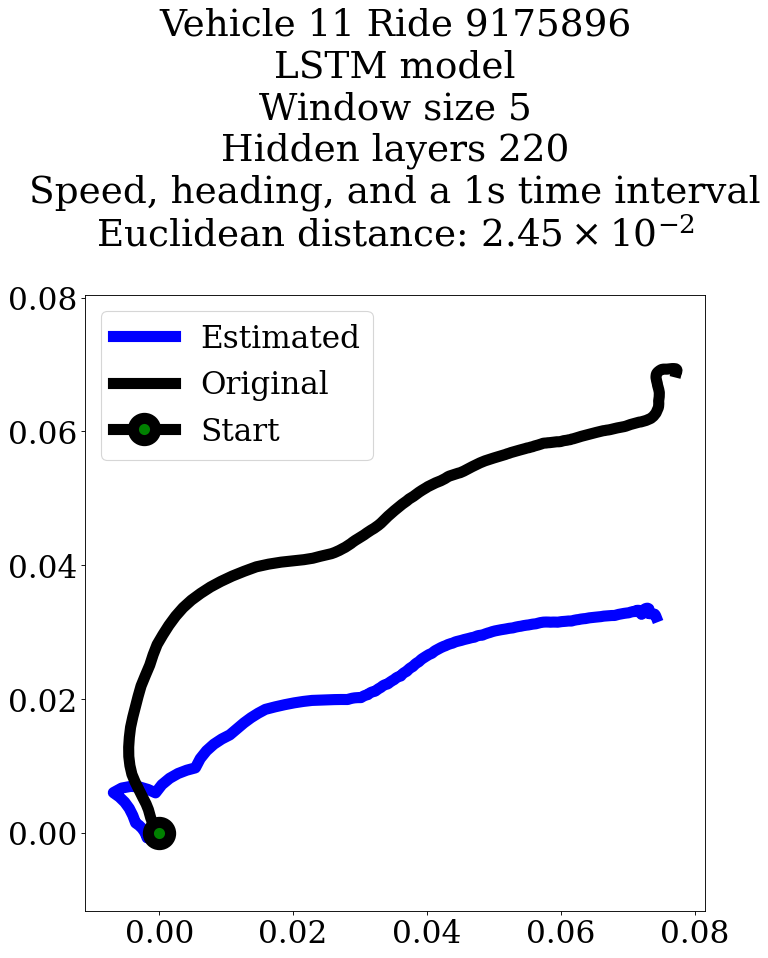 Vehicle 11 Ride 9175896
LSTM model
Window size 5
Hidden layers 220
Speed, heading, and a 1s time interval
Euclidean distance: 2.45 × 10⁻²
0.08
Estimated
Original
Start
0.06
0.04
0.02
0.00
0.00 0.02 0.04 0.06 0.08